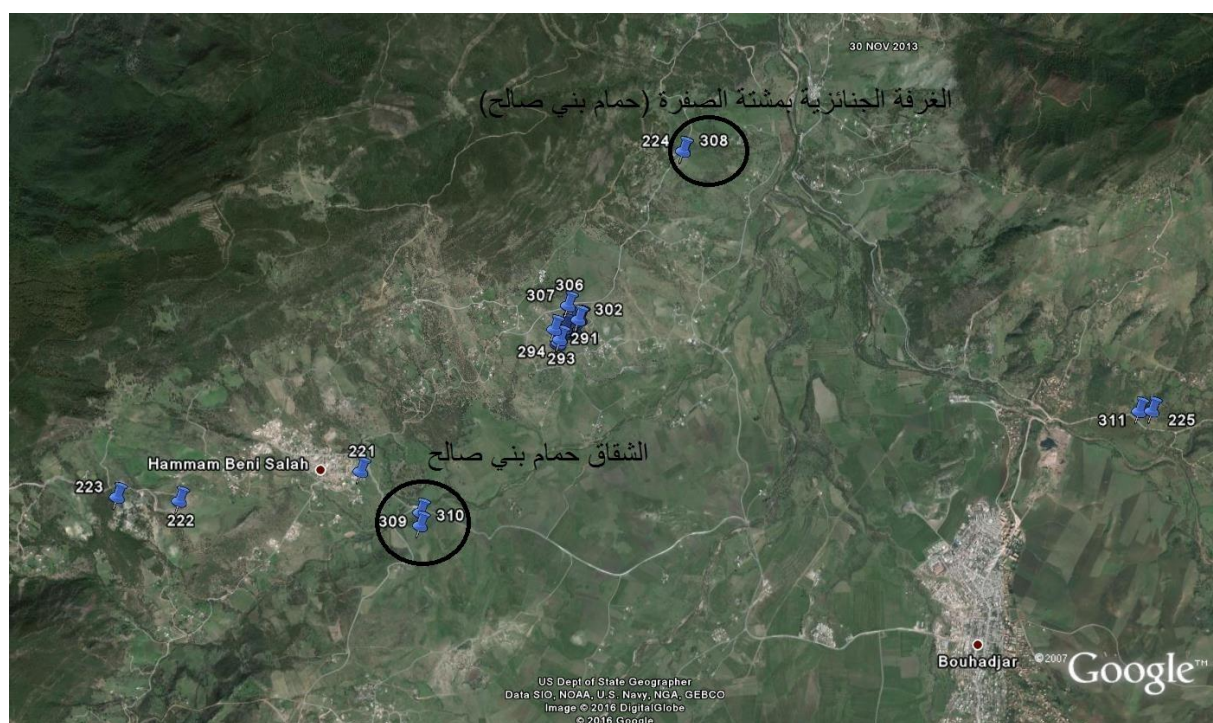 30 NOV 2013
الغرفة الجنائزية بمشتة الصفرة (حمام بني صالح)
224 308
306
307 302
291
294 293
311 225
الشقاق حمام بني صالح
221
Hammam Beni Salah
223
222
309 310
Bouhadjar
©2007 Google™
US Dept of State Geographer
Data SIO, NOAA, U.S. Navy, NGA, GEBCO
Image © 2016 DigitalGlobe
© 2016 Google